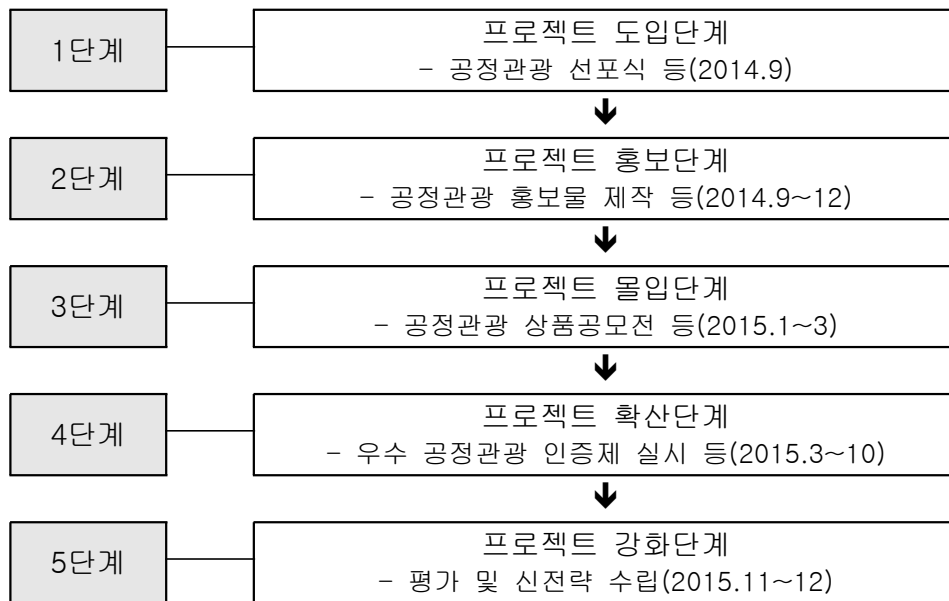 1단계
프로젝트 도입단계
- 공정관광 선포식 등(2014.9)
2단계
프로젝트 홍보단계
- 공정관광 홍보물 제작 등(2014.9~12)
3단계
프로젝트 몰입단계
- 공정관광 상품공모전 등(2015.1~3)
4단계
프로젝트 확산단계
- 우수 공정관광 인증제 실시 등(2015.3~10)
5단계
프로젝트 강화단계
- 평가 및 신전략 수립(2015.11~12)